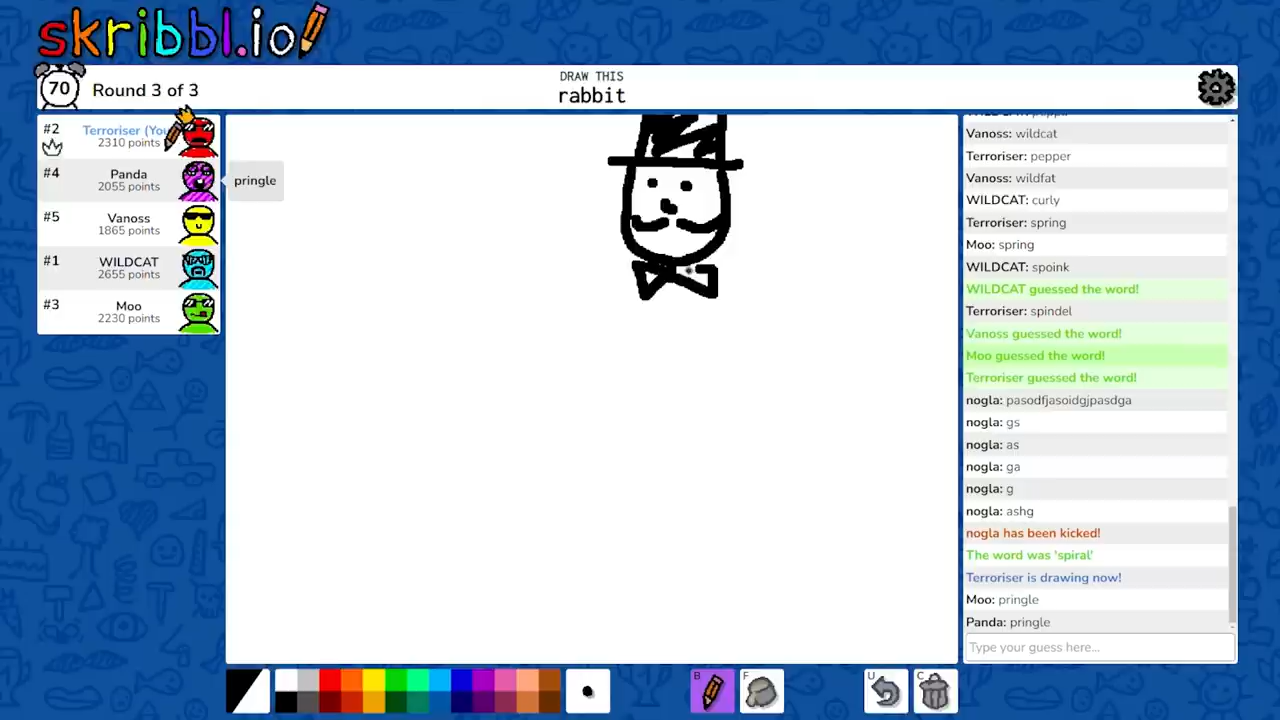 skribbl.io
70
Round 3 of 3
DRAW THIS
rabbit
#2
Terroriser (You
2310 points
#4
Panda
2055 points
pringle
#5
Vanoss
1865 points
#1
WILDCAT
2655 points
#3
Moo
2230 points
Vanoss: wildcat
Terroriser: pepper
Vanoss: wildfat
WILDCAT: curly
Terroriser: spring
Moo: spring
WILDCAT: spoink
WILDCAT guessed the word!
Terroriser: spindel
Vanoss guessed the word!
Moo guessed the word!
Terroriser guessed the word!
nogla: pasodfjasoidgjpasdga
nogla: gs
nogla: as
nogla: ga
nogla: g
nogla: ashg
nogla has been kicked!
The word was 'spiral'
Terroriser is drawing now!
Moo: pringle
Panda: pringle
Type your guess here...
B
F
U
C